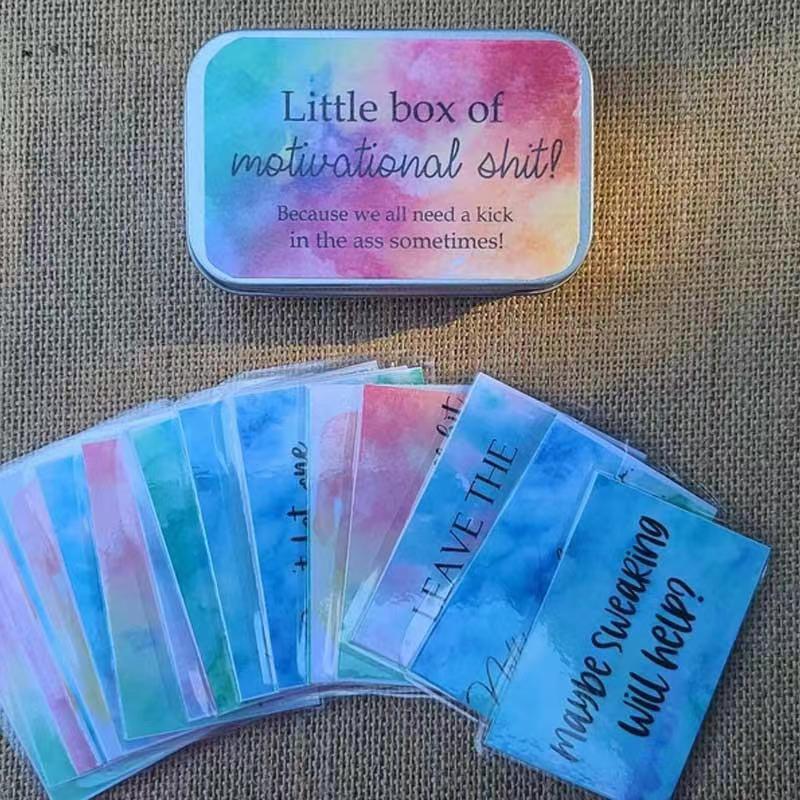 Little box of
motivational shit!
Because we all need a kick
in the ass sometimes!
LEAVE THE
maybe swearing
will help?